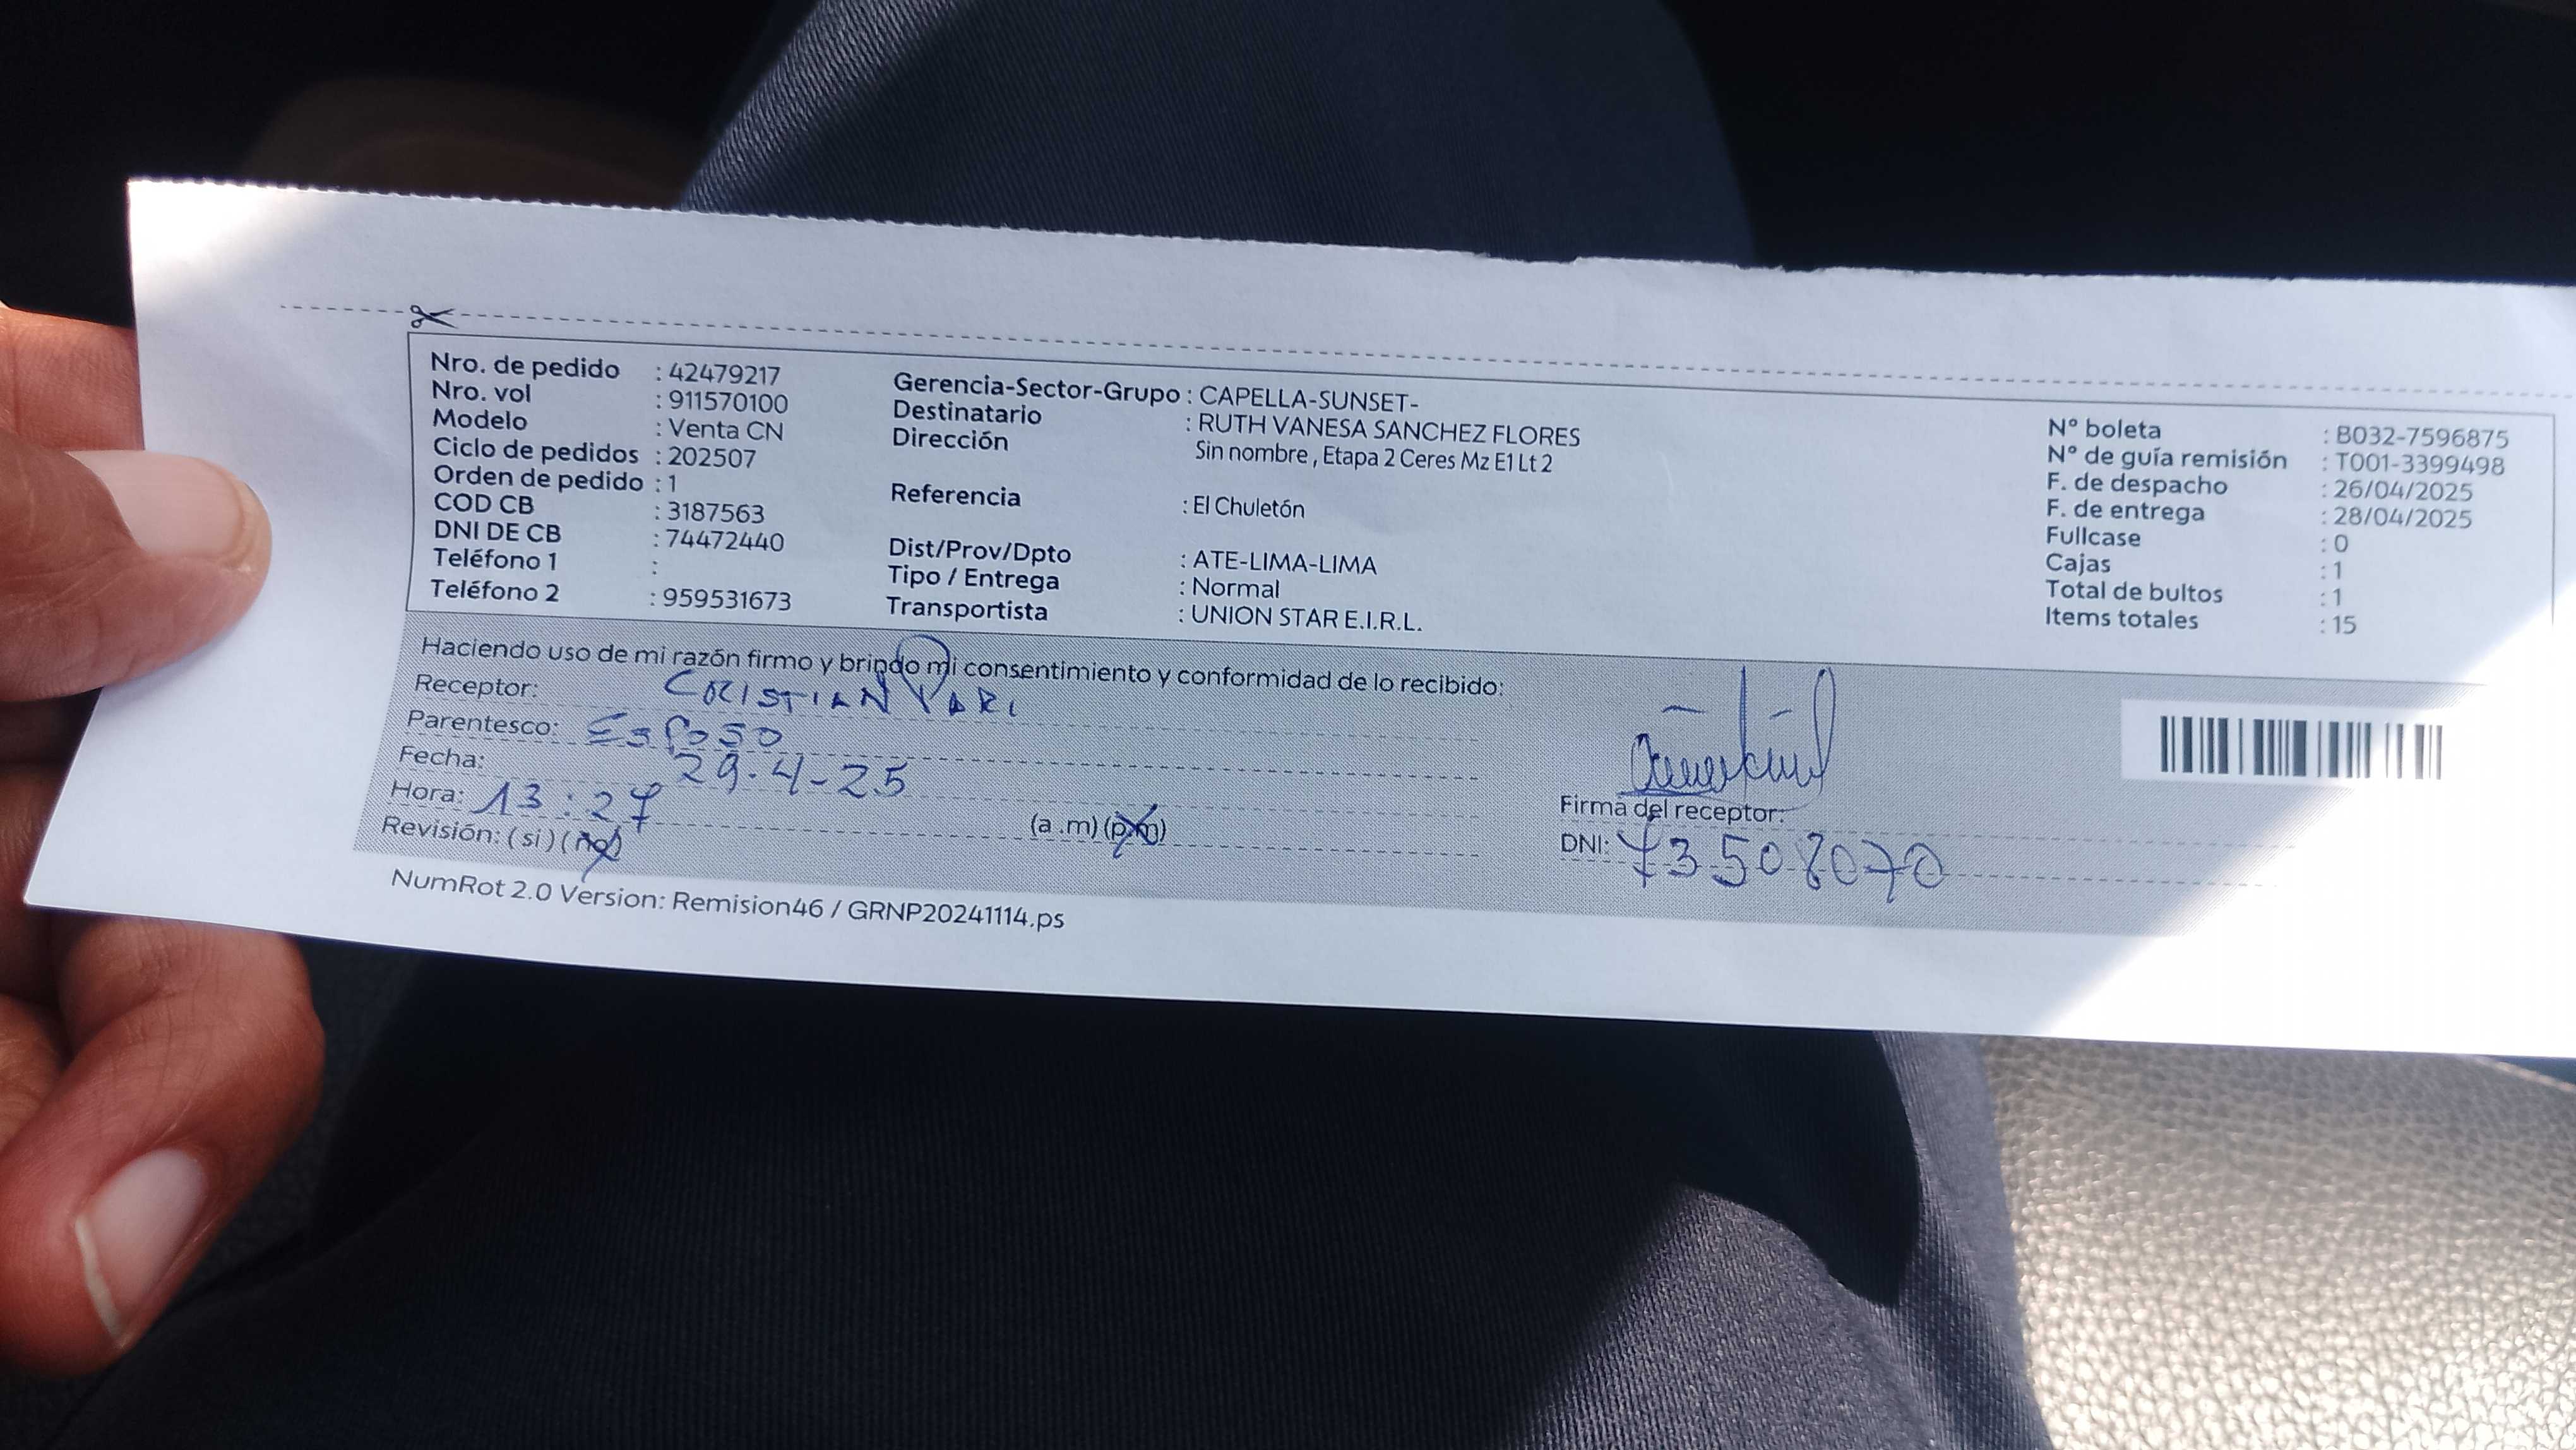 Nro. de pedido : 42479217
Nro. vol : 911570100
Modelo : Venta CN
Ciclo de pedidos : 202507
Orden de pedido : 1
COD CB : 3187563
DNI DE CB : 74472440
Teléfono 1 :
Teléfono 2 : 959531673
Gerencia-Sector-Grupo : CAPELLA-SUNSET-
Destinatario : RUTH VANESA SANCHEZ FLORES
Dirección Sin nombre , Etapa 2 Ceres Mz E1 Lt 2
Referencia : El Chuletón
Dist/Prov/Dpto : ATE-LIMA-LIMA
Tipo / Entrega : Normal
Transportista : UNION STAR E.I.R.L.
N° boleta : B032-7596875
N° de guía remisión : T001-3399498
F. de despacho : 26/04/2025
F. de entrega : 28/04/2025
Fullcase : 0
Cajas : 1
Total de bultos : 1
Items totales : 15
Haciendo uso de mi razón firmo y brindo mi consentimiento y conformidad de lo recibido:
Receptor: CRISTIAN PARI
Parentesco: Esposo
Fecha: 29-4-25
Hora: 13:27 (a .m) (p.m)
Revisión: ( si ) ( no )
Firma del receptor:
DNI: 73508070
NumRot 2.0 Version: Remision46 / GRNP20241114.ps